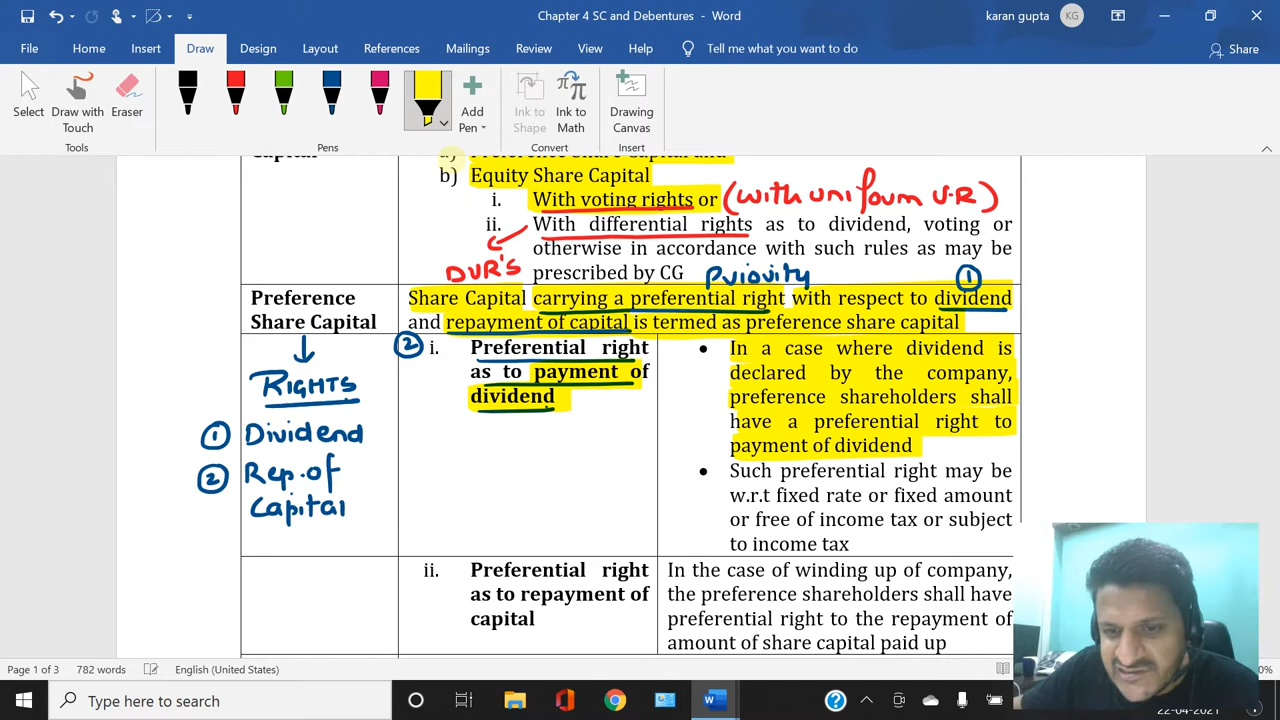 Chapter 4 SC and Debentures - Word
karan gupta
KG
File
Home
Insert
Draw
Design
Layout
References
Mailings
Review
View
Help
Tell me what you want to do
Share
Select
Draw with
Touch
Eraser
Add
Pen
Ink to
Shape
Ink to
Math
Drawing
Canvas
Tools
Pens
Convert
Insert
Capital
a) Preference Share Capital and
b) Equity Share Capital
i. With voting rights or (with uniform V.R)
ii. With differential rights as to dividend, voting or
otherwise in accordance with such rules as may be
DVR'S prescribed by CG Priority 1
Preference
Share Capital
Share Capital carrying a preferential right with respect to dividend
and repayment of capital is termed as preference share capital
RIGHTS
1 Dividend
2 Rep. of
Capital
2 i. Preferential right
as to payment of
dividend
• In a case where dividend is
declared by the company,
preference shareholders shall
have a preferential right to
payment of dividend
• Such preferential right may be
w.r.t fixed rate or fixed amount
or free of income tax or subject
to income tax
ii. Preferential right
as to repayment of
capital
In the case of winding up of company,
the preference shareholders shall have
preferential right to the repayment of
amount of share capital paid up
Page 1 of 3
782 words
English (United States)
0%
Type here to search
22-04-2021